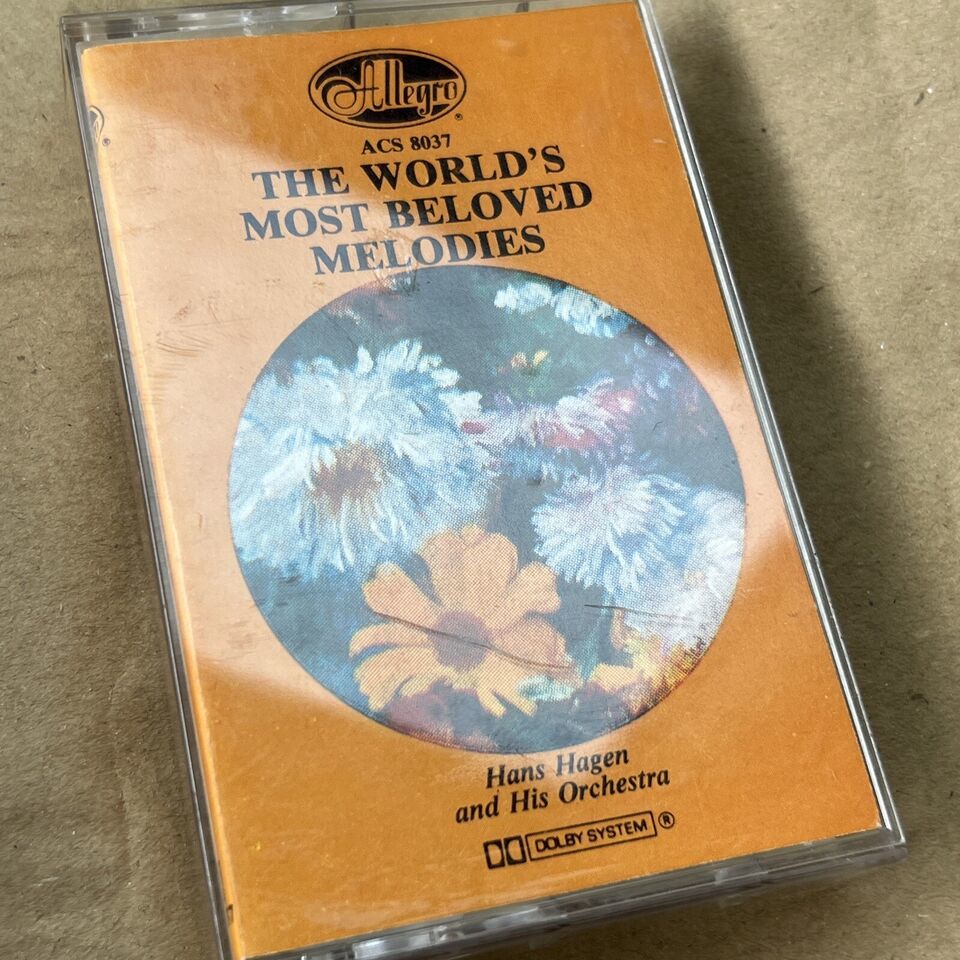 Allegro
®
ACS 8037
THE WORLD'S
MOST BELOVED
MELODIES
Hans Hagen
and His Orchestra
DOLBY SYSTEM ®